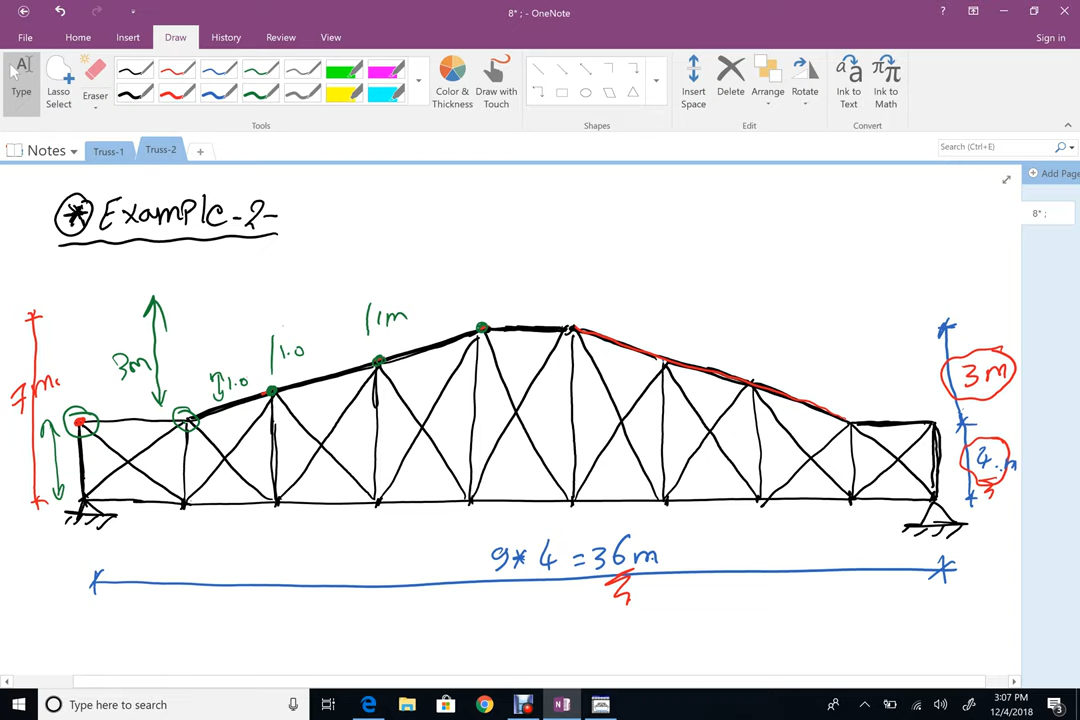 8* ; - OneNote
? Sign in
File Home Insert Draw History Review View
Type Lasso Select Eraser Color & Thickness Draw with Touch Insert Space Delete Arrange Rotate Ink to Text Ink to Math
Tools Shapes Edit Convert
Notes Truss-1 Truss-2 + Search (Ctrl+E)
Add Page
8* ;
* Example-2-
1m
1.0
3m
1.0
3m
7m
4.m
9*4=36m
Type here to search
3:07 PM
12/4/2018
3